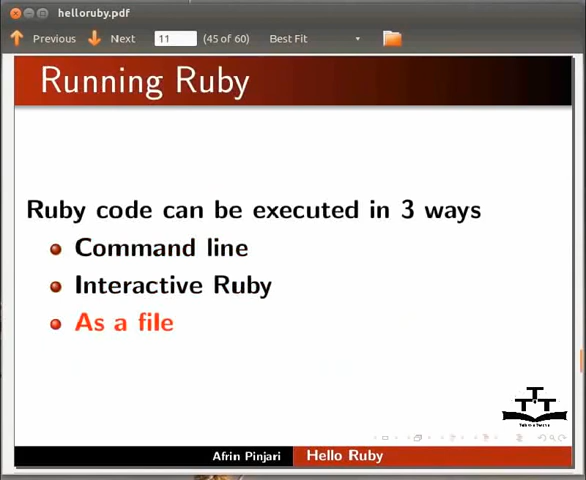 helloruby.pdf
Previous Next 11 (45 of 60) Best Fit
Running Ruby
Ruby code can be executed in 3 ways
Command line
Interactive Ruby
As a file
Afrin Pinjari Hello Ruby